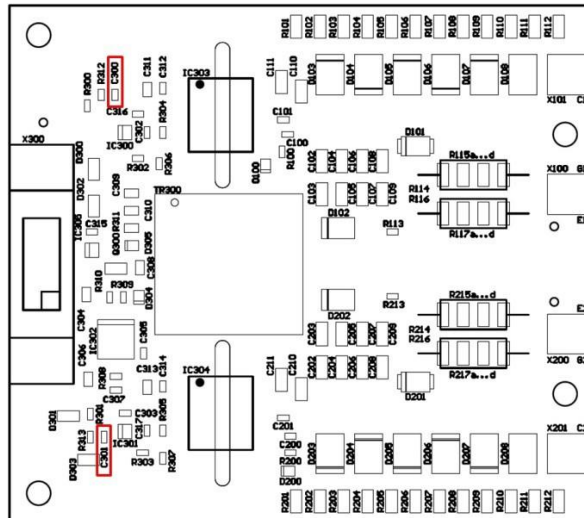 R101 R102 R103 R104 R105 R106 R107 R108 R109 R110 R111 R112
R300 R312 C300 C311 C312 IC303 C111 C110 D103 D104 D105 D106 D107 D108
C316 X101
X300 IC300 C302 R304 C101 C100 R100 D101
D300 R302 R306 D100 C102 C104 C106 C108 R115a...d X100
D302 C309 TR300 C103 C105 C107 C109 R114
R116
IC305 C315 R311 C310 D102 R113 R117a...d
Q300 D305
R310 R309 C308 D304 D202 R213 R215a...d
C304 IC302 C305 C203 C205 C207 C209 R214
R216
C306 R308 C313 C314 IC304 C211 C210 C202 C204 C206 C208 R217a...d X200
C307 D201
D301 R301 C303 R305 C201
R313 C301 IC301 C317 C200 D203 D204 D205 D206 D207 D208 X201
D303 R303 R307 R200 D200
R201 R202 R203 R204 R205 R206 R207 R208 R209 R210 R211 R212